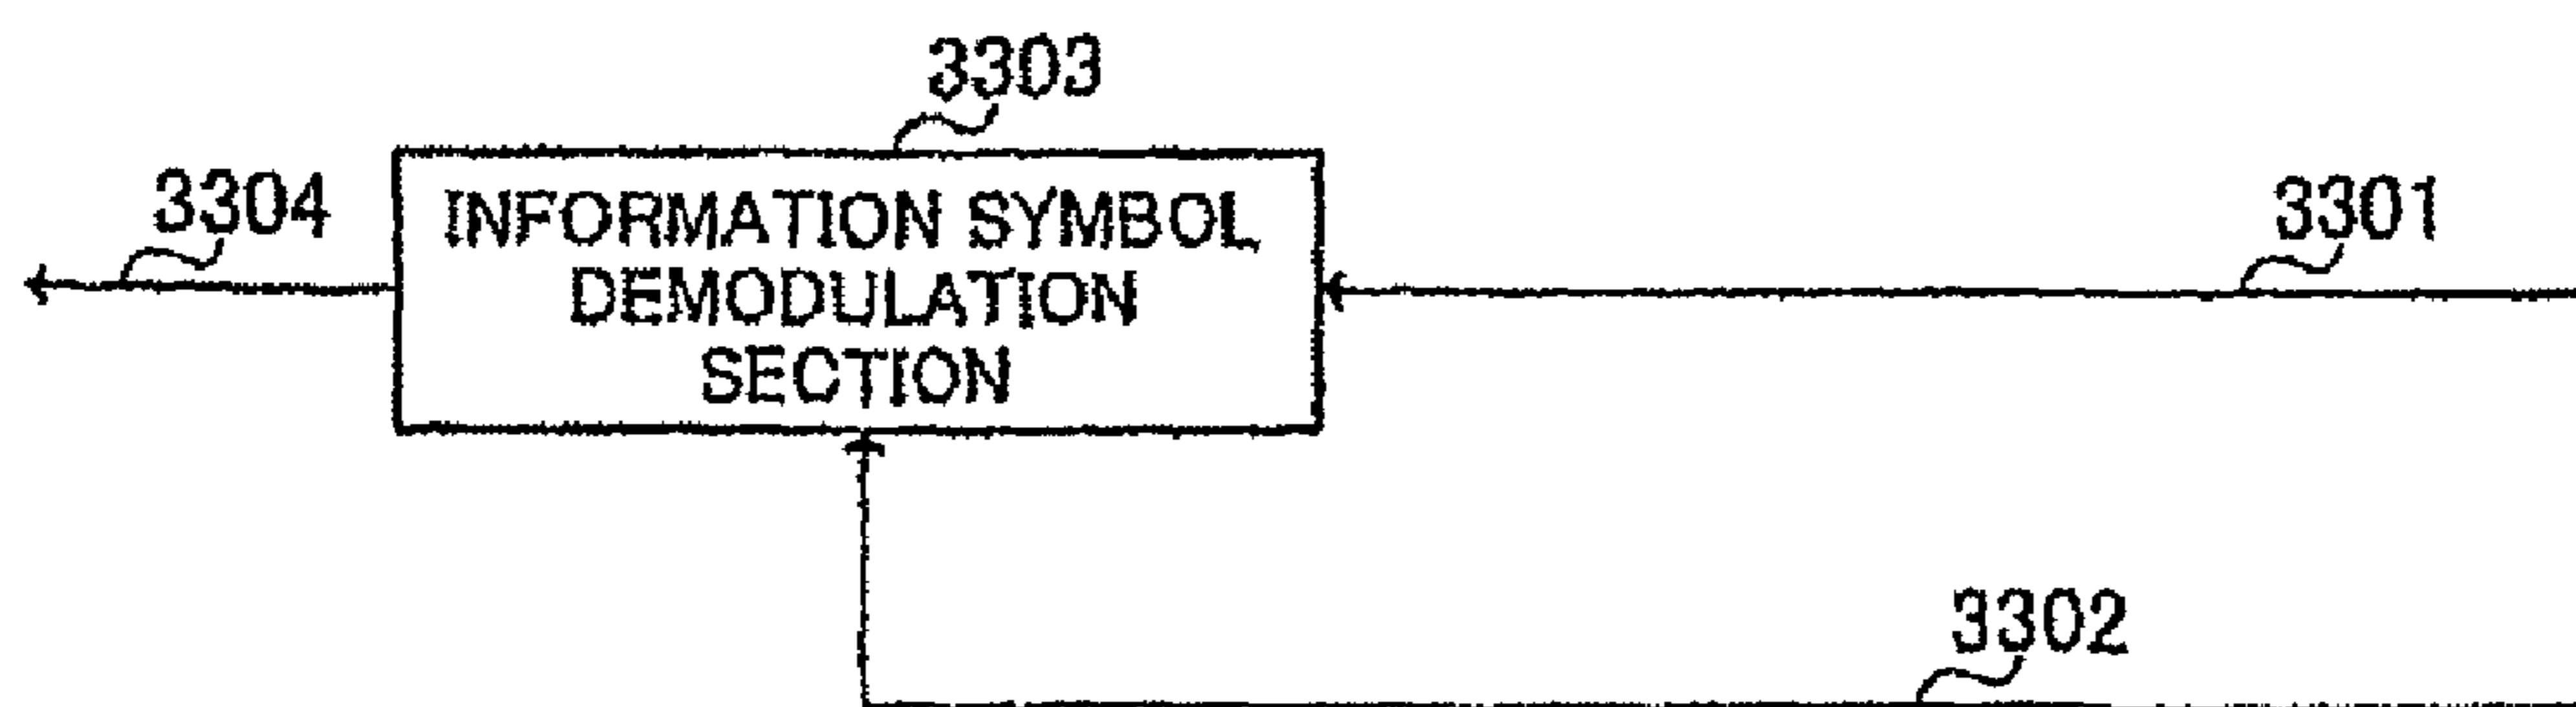 3303
3304
INFORMATION SYMBOL
DEMODULATION
SECTION
3301
3302